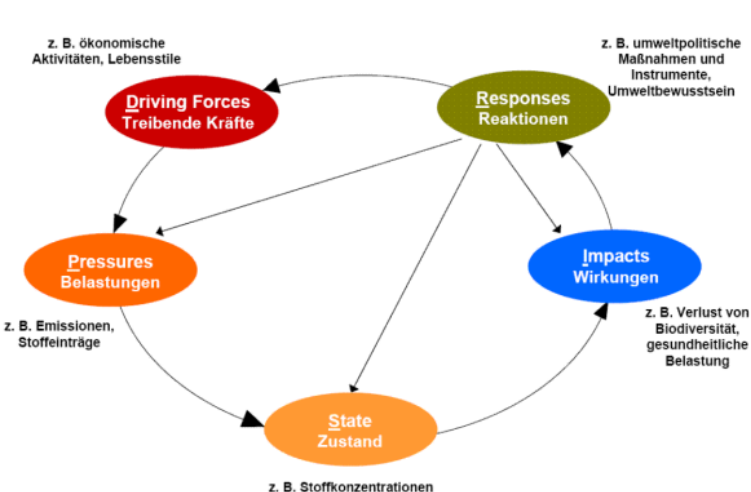 z. B. ökonomische
Aktivitäten, Lebensstile
z. B. umweltpolitische
Maßnahmen und
Instrumente,
Umweltbewusstsein
Driving Forces
Treibende Kräfte
Responses
Reaktionen
Pressures
Belastungen
Impacts
Wirkungen
z. B. Emissionen,
Stoffeinträge
z. B. Verlust von
Biodiversität,
gesundheitliche
Belastung
State
Zustand
z. B. Stoffkonzentrationen